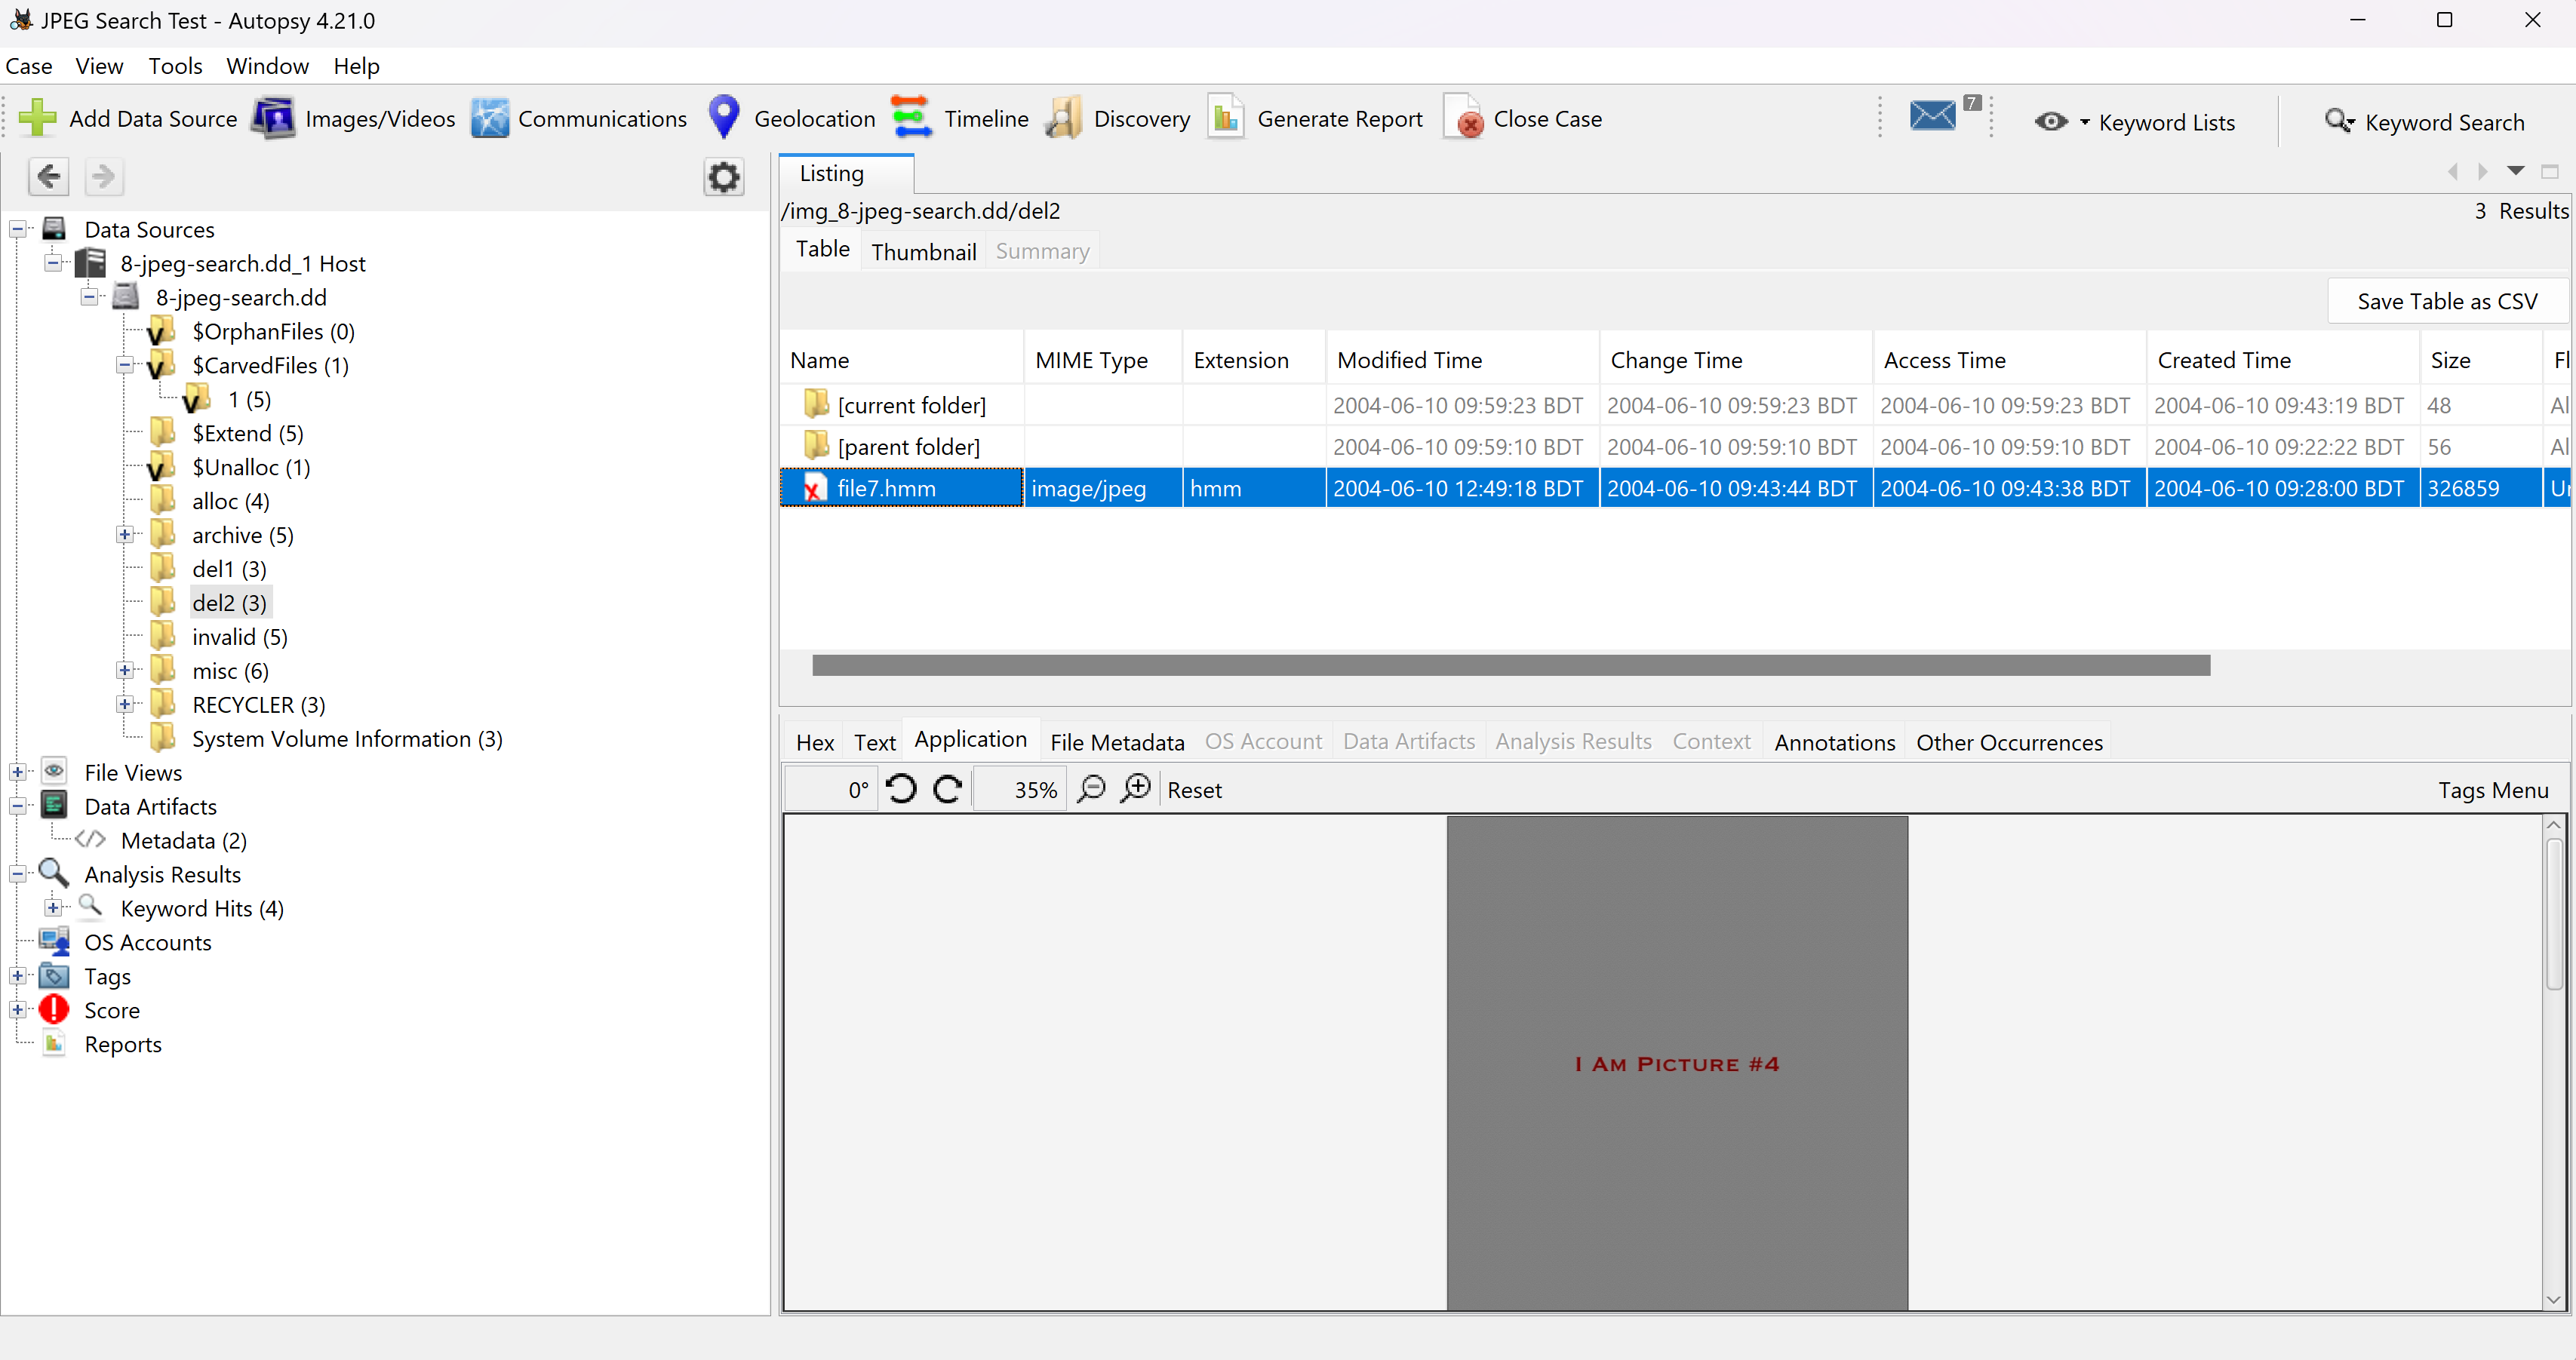 JPEG Search Test - Autopsy 4.21.0
Case View Tools Window Help
Add Data Source Images/Videos Communications Geolocation Timeline Discovery Generate Report Close Case 7 Keyword Lists Keyword Search
Data Sources
8-jpeg-search.dd_1 Host
8-jpeg-search.dd
$OrphanFiles (0)
$CarvedFiles (1)
1 (5)
$Extend (5)
$Unalloc (1)
alloc (4)
archive (5)
del1 (3)
del2 (3)
invalid (5)
misc (6)
RECYCLER (3)
System Volume Information (3)
File Views
Data Artifacts
Metadata (2)
Analysis Results
Keyword Hits (4)
OS Accounts
Tags
Score
Reports
Listing
/img_8-jpeg-search.dd/del2 3 Results
Table Thumbnail Summary
Save Table as CSV
Name MIME Type Extension Modified Time Change Time Access Time Created Time Size Fl
[current folder] 2004-06-10 09:59:23 BDT 2004-06-10 09:59:23 BDT 2004-06-10 09:59:23 BDT 2004-06-10 09:43:19 BDT 48 Al
[parent folder] 2004-06-10 09:59:10 BDT 2004-06-10 09:59:10 BDT 2004-06-10 09:59:10 BDT 2004-06-10 09:22:22 BDT 56 Al
file7.hmm image/jpeg hmm 2004-06-10 12:49:18 BDT 2004-06-10 09:43:44 BDT 2004-06-10 09:43:38 BDT 2004-06-10 09:28:00 BDT 326859 Un
Hex Text Application File Metadata OS Account Data Artifacts Analysis Results Context Annotations Other Occurrences
0° 35% Reset Tags Menu
I Am Picture #4